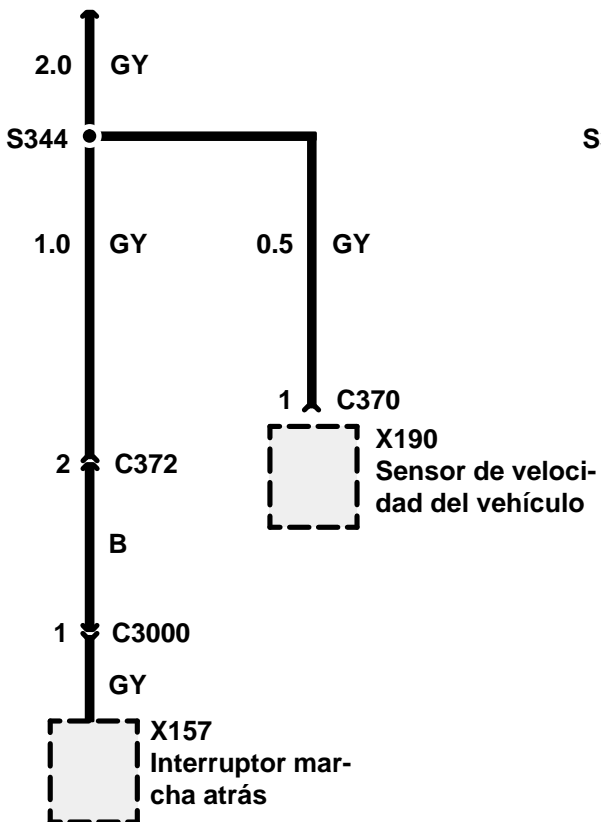 2.0 GY
S344
S
1.0 GY
0.5 GY
1 C370
X190
Sensor de veloci-
dad del vehículo
2 C372
B
1 C3000
GY
X157
Interruptor mar-
cha atrás